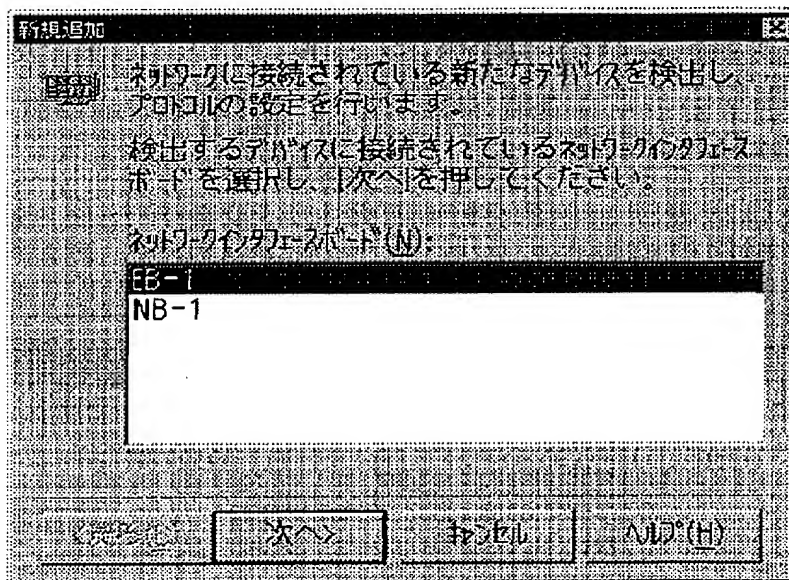 新規追加
ﾈｯﾄﾜｰｸに接続されている新たなﾃﾞﾊﾞｲｽを検出し、
ﾌﾟﾛﾄｺﾙの設定を行います。
検出するﾃﾞﾊﾞｲｽに接続されているﾈｯﾄﾜｰｸｲﾝﾀﾌｪｰｽ
ﾎﾞｰﾄﾞを選択し、[次へ]を押してください。
ﾈｯﾄﾜｰｸｲﾝﾀﾌｪｰｽﾎﾞｰﾄﾞ(N):
EB-1
NB-1
<戻る(B) 次へ> ｷｬﾝｾﾙ ﾍﾙﾌﾟ(H)